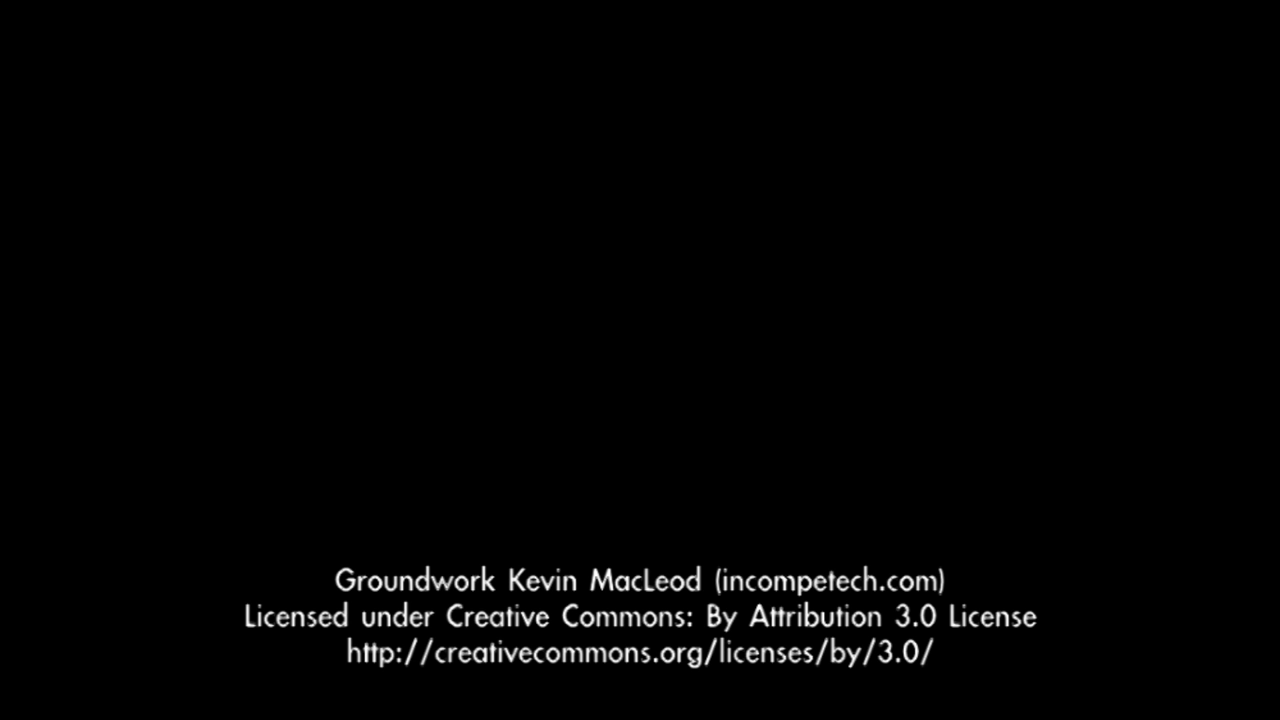 Groundwork Kevin MacLeod (incompetech.com)
Licensed under Creative Commons: By Attribution 3.0 License
http://creativecommons.org/licenses/by/3.0/